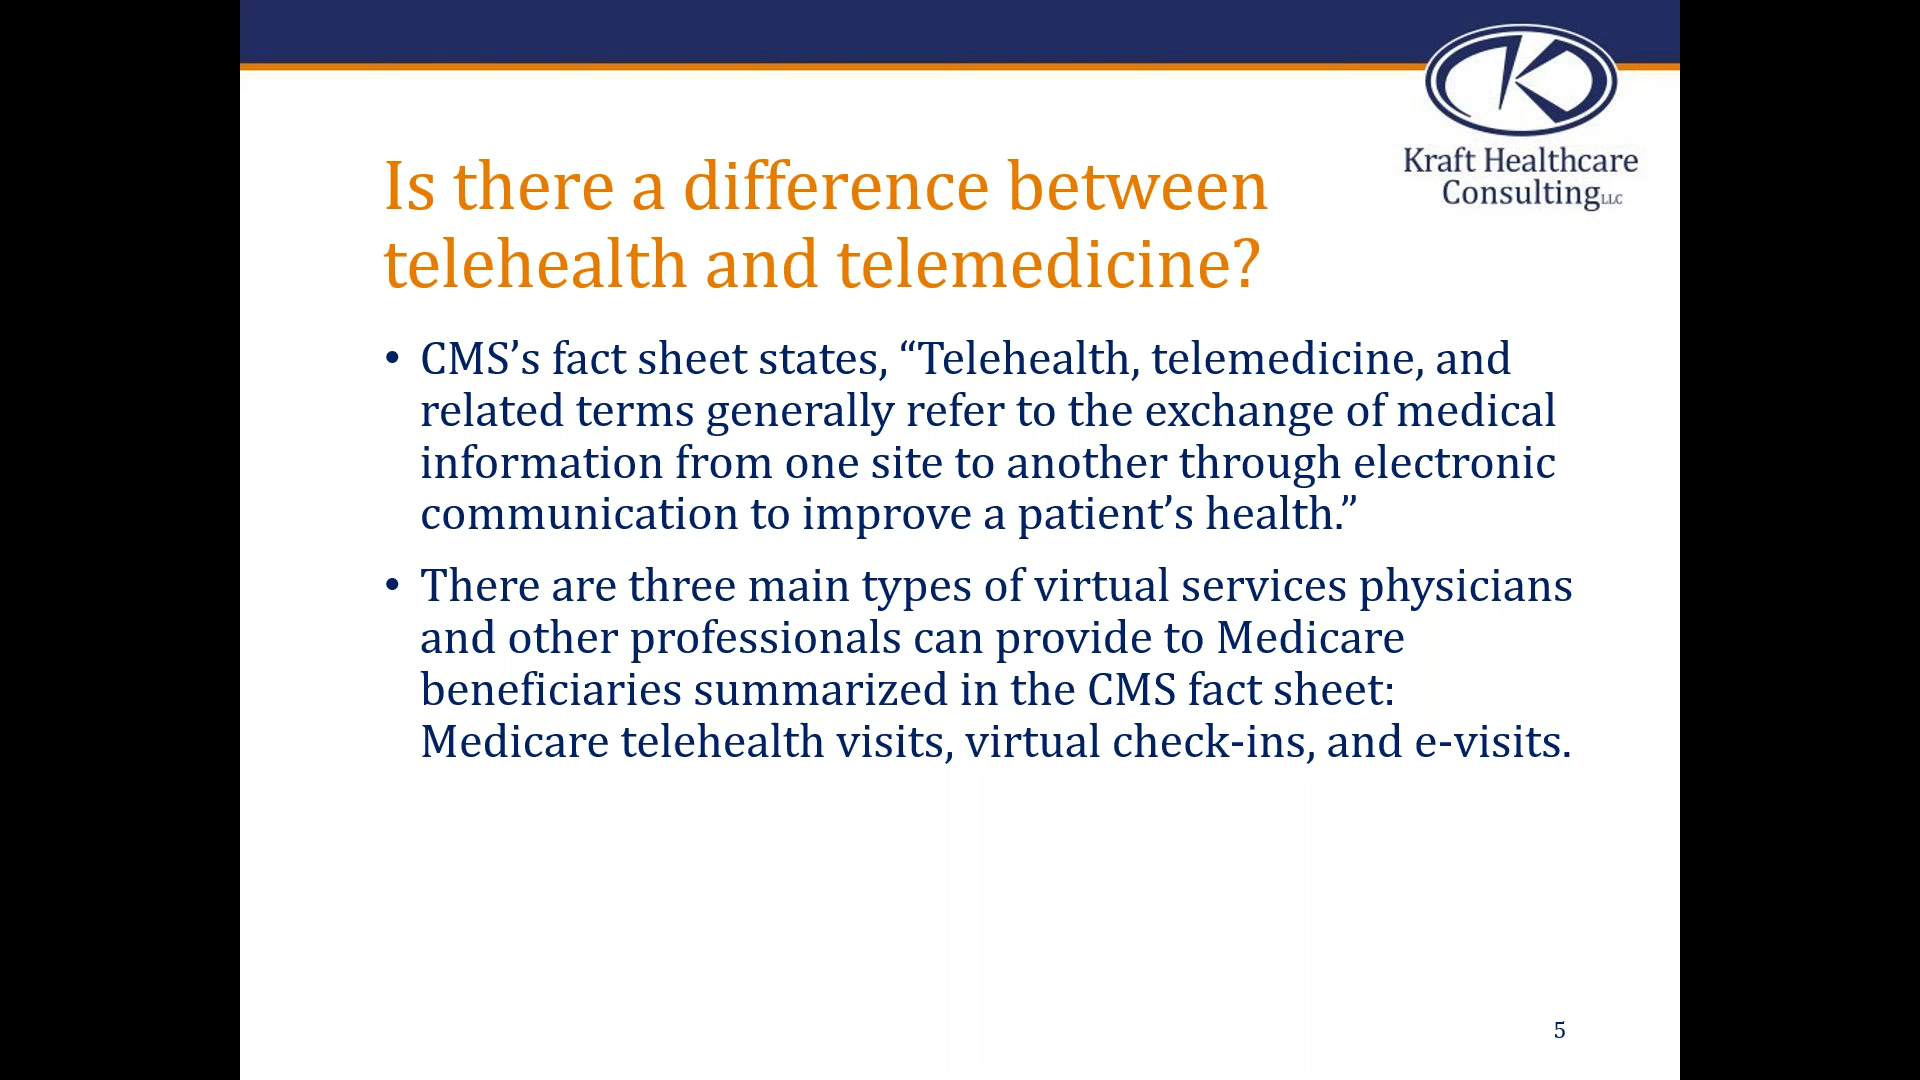 Kraft Healthcare
Consulting LLC
Is there a difference between
telehealth and telemedicine?
• CMS’s fact sheet states, “Telehealth, telemedicine, and
related terms generally refer to the exchange of medical
information from one site to another through electronic
communication to improve a patient’s health.”
• There are three main types of virtual services physicians
and other professionals can provide to Medicare
beneficiaries summarized in the CMS fact sheet:
Medicare telehealth visits, virtual check-ins, and e-visits.
5